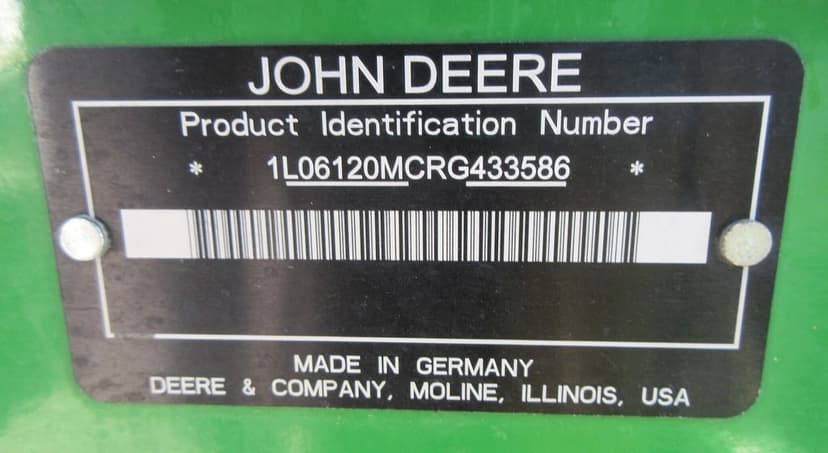 JOHN DEERE
Product Identification Number
* 1L06120MCRG433586 *
MADE IN GERMANY
DEERE & COMPANY, MOLINE, ILLINOIS, USA